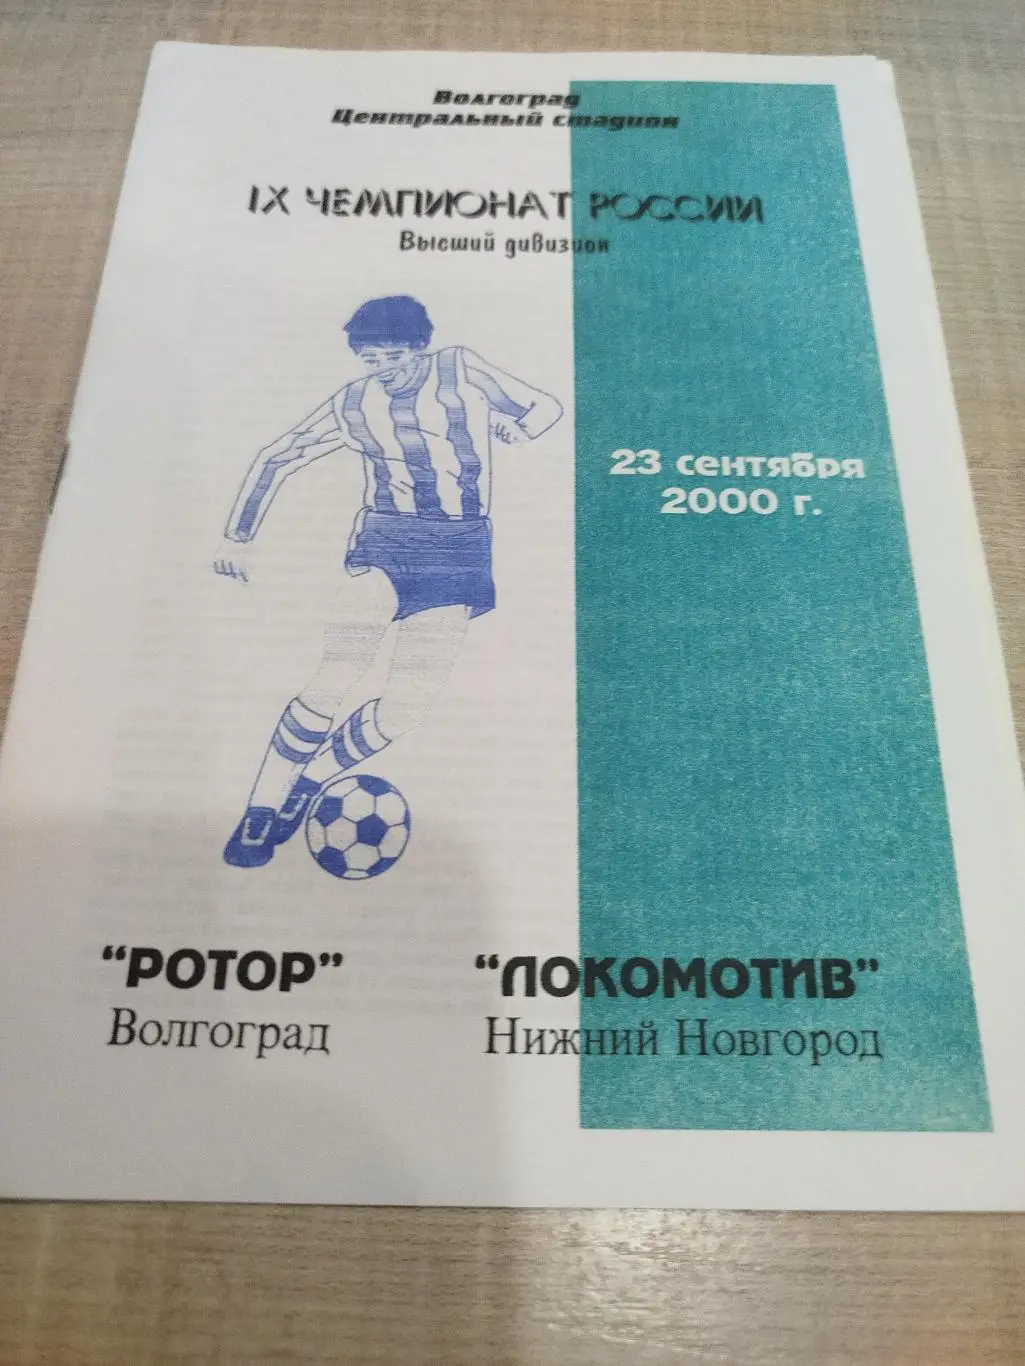 Волгоград
Центральный стадион
IX ЧЕМПИОНАТ РОССИИ
Высший дивизион
23 сентября
2000 г.
"РОТОР"
Волгоград
"ЛОКОМОТИВ"
Нижний Новгород